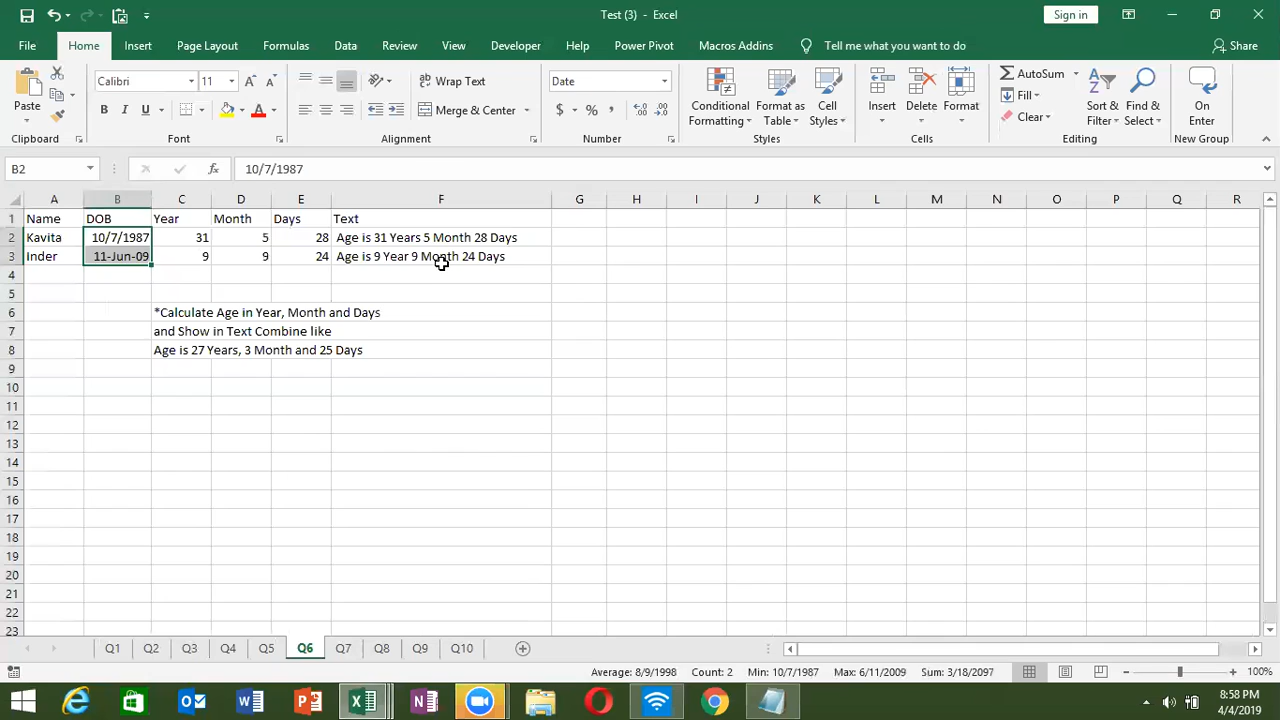 Test (3) - Excel
Sign in
File Home Insert Page Layout Formulas Data Review View Developer Help Power Pivot Macros Addins Tell me what you want to do Share
Calibri 11 Wrap Text Date AutoSum
Paste B I U Merge & Center $ % , Conditional Formatting Format as Table Cell Styles Insert Delete Format Fill Clear Sort & Filter Find & Select On Enter
Clipboard Font Alignment Number Styles Cells Editing New Group
B2 fx 10/7/1987
A B C D E F G H I J K L M N O P Q R
1 Name DOB Year Month Days Text
2 Kavita 10/7/1987 31 5 28 Age is 31 Years 5 Month 28 Days
3 Inder 11-Jun-09 9 9 24 Age is 9 Year 9 Month 24 Days
4
5
6 *Calculate Age in Year, Month and Days
7 and Show in Text Combine like
8 Age is 27 Years, 3 Month and 25 Days
9
10
11
12
13
14
15
16
17
18
19
20
21
22
23
Q1 Q2 Q3 Q4 Q5 Q6 Q7 Q8 Q9 Q10
Average: 8/9/1998 Count: 2 Min: 10/7/1987 Max: 6/11/2009 Sum: 3/18/2097 100%
8:58 PM
4/4/2019